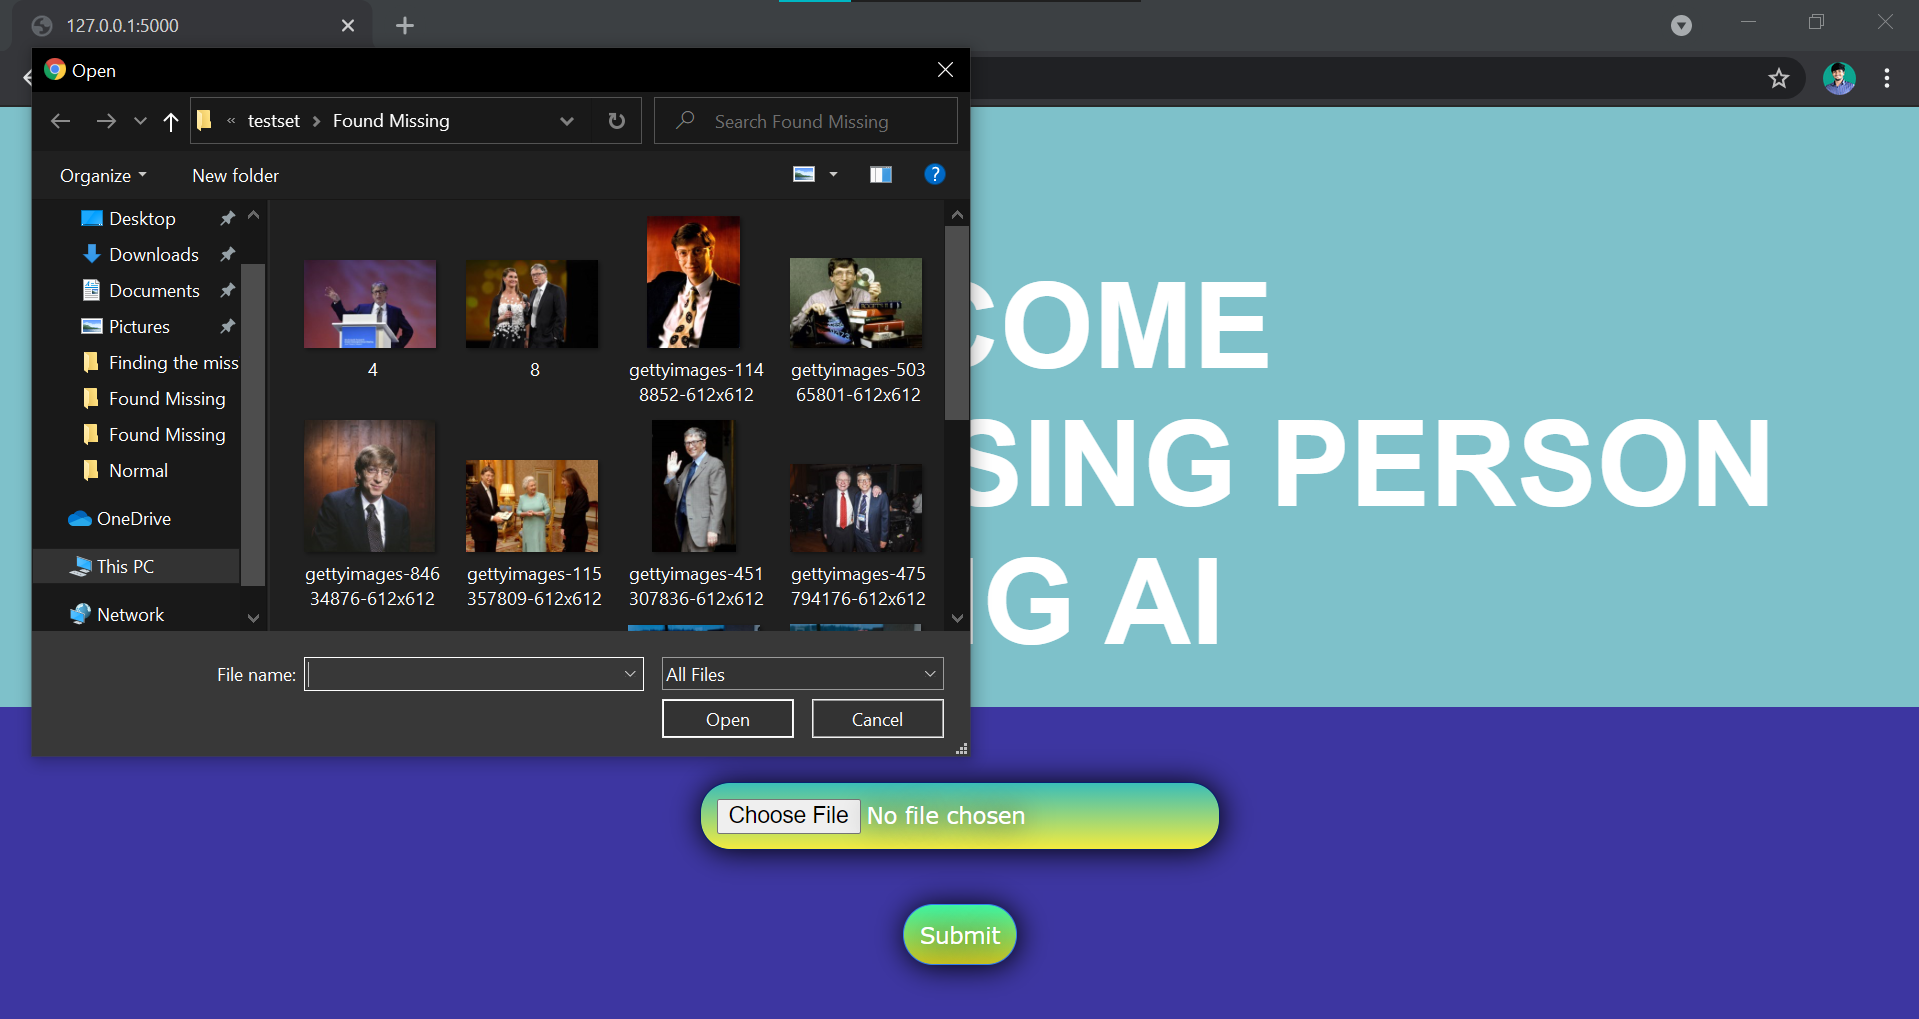 127.0.0.1:5000
Open
« testset > Found Missing
Search Found Missing
Organize
New folder
?
Desktop
Downloads
Documents
Pictures
Finding the miss
Found Missing
Found Missing
Normal
OneDrive
This PC
Network
4
8
gettyimages-114
8852-612x612
gettyimages-503
65801-612x612
gettyimages-846
34876-612x612
gettyimages-115
357809-612x612
gettyimages-451
307836-612x612
gettyimages-475
794176-612x612
File name:
All Files
Open
Cancel
COME
SING PERSON
G AI
Choose File No file chosen
Submit